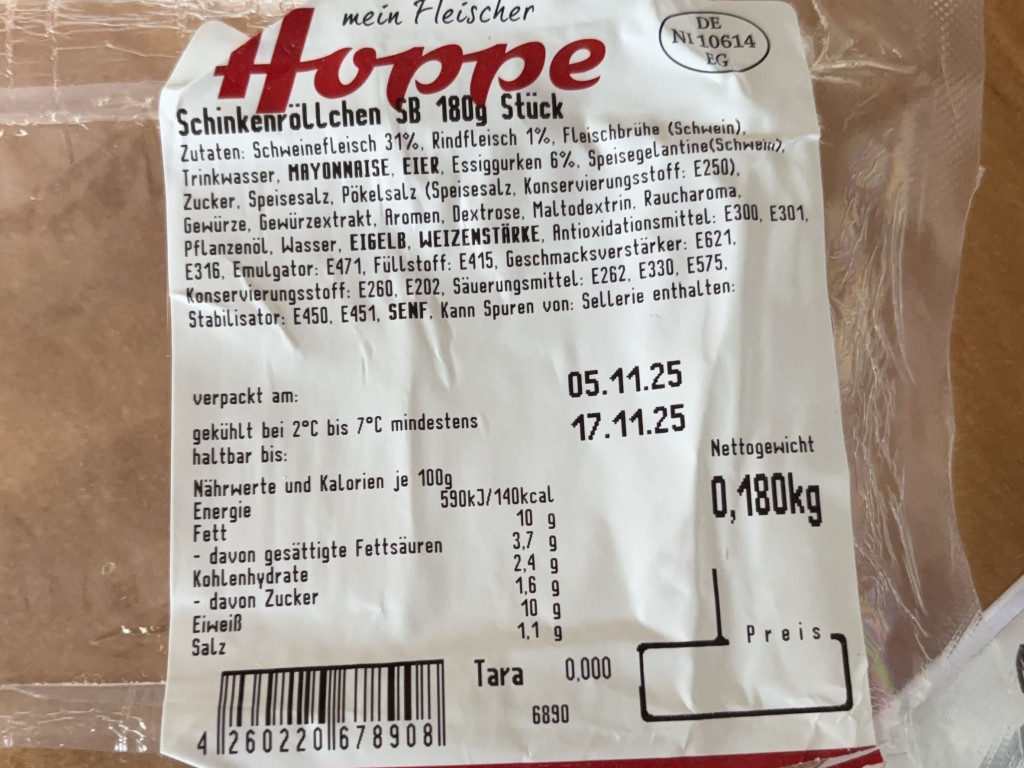 mein Fleischer
Hoppe
DE
NI 10614
EG
Schinkenröllchen SB 180g Stück
Zutaten: Schweinefleisch 31%, Rindfleisch 1%, Fleischbrühe (Schwein),
Trinkwasser, MAYONNAISE, EIER, Essiggurken 6%, Speisegelantine(Schwein),
Zucker, Speisesalz, Pökelsalz (Speisesalz, Konservierungsstoff: E250),
Gewürze, Gewürzextrakt, Aromen, Dextrose, Maltodextrin, Raucharoma,
Pflanzenöl, Wasser, EIGELB, WEIZENSTÄRKE, Antioxidationsmittel: E300, E301,
E316, Emulgator: E471, Füllstoff: E415, Geschmacksverstärker: E621,
Konservierungsstoff: E260, E202, Säuerungsmittel: E262, E330, E575,
Stabilisator: E450, E451, SENF, Kann Spuren von: Sellerie enthalten:
verpackt am: 05.11.25
gekühlt bei 2°C bis 7°C mindestens
haltbar bis: 17.11.25
Nettogewicht
0,180kg
Nährwerte und Kalorien je 100g
Energie 590kJ/140kcal
Fett 10 g
- davon gesättigte Fettsäuren 3,7 g
Kohlenhydrate 2,4 g
- davon Zucker 1,6 g
Eiweiß 10 g
Salz 1,1 g
Preis
Tara 0,000
6890
4 260220 678908